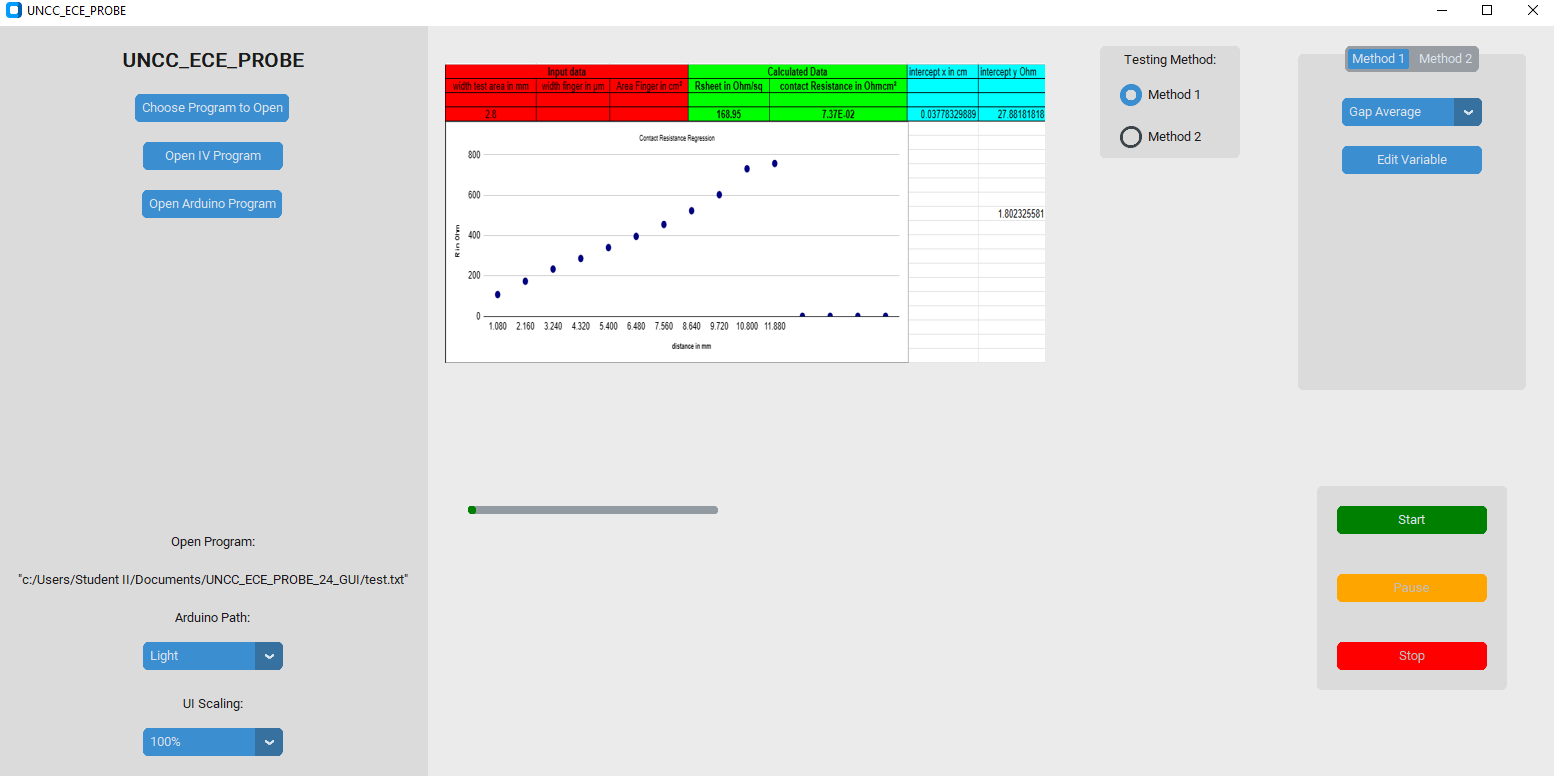 UNCC_ECE_PROBE
UNCC_ECE_PROBE
Choose Program to Open
Open IV Program
Open Arduino Program
Open Program:
"c:/Users/Student II/Documents/UNCC_ECE_PROBE_24_GUI/test.txt"
Arduino Path:
Light
UI Scaling:
100%
Input data
Calculated Data
intercept x in cm
intercept y Ohm
width test area in mm
width finger in µm
Area Finger in cm²
Rsheet in Ohm/sq
contact Resistance in Ohmcm²
2.8
168.95
7.37E-02
0.03778329889
27.88181818
Contact Resistance Regression
800
600
400
200
0
R in Ohm
1.080 2.160 3.240 4.320 5.400 6.480 7.560 8.640 9.720 10.800 11.880
distance in mm
1.802325581
Testing Method:
Method 1
Method 2
Method 1
Method 2
Gap Average
Edit Variable
Start
Pause
Stop